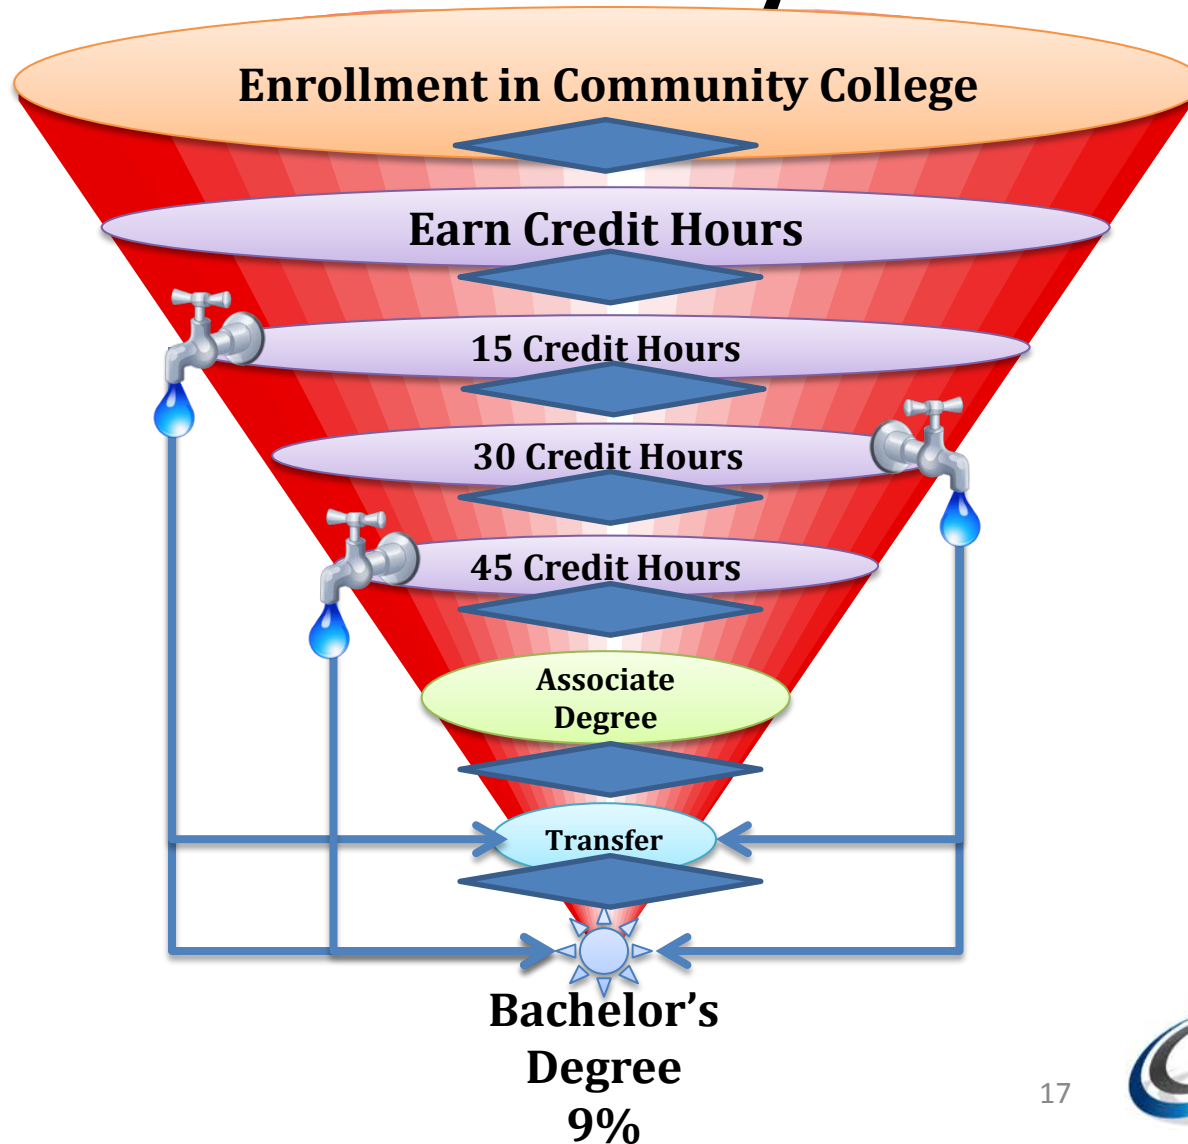 Enrollment in Community College
Earn Credit Hours
15 Credit Hours
30 Credit Hours
45 Credit Hours
Associate
Degree
Transfer
Bachelor’s
Degree
9%
17